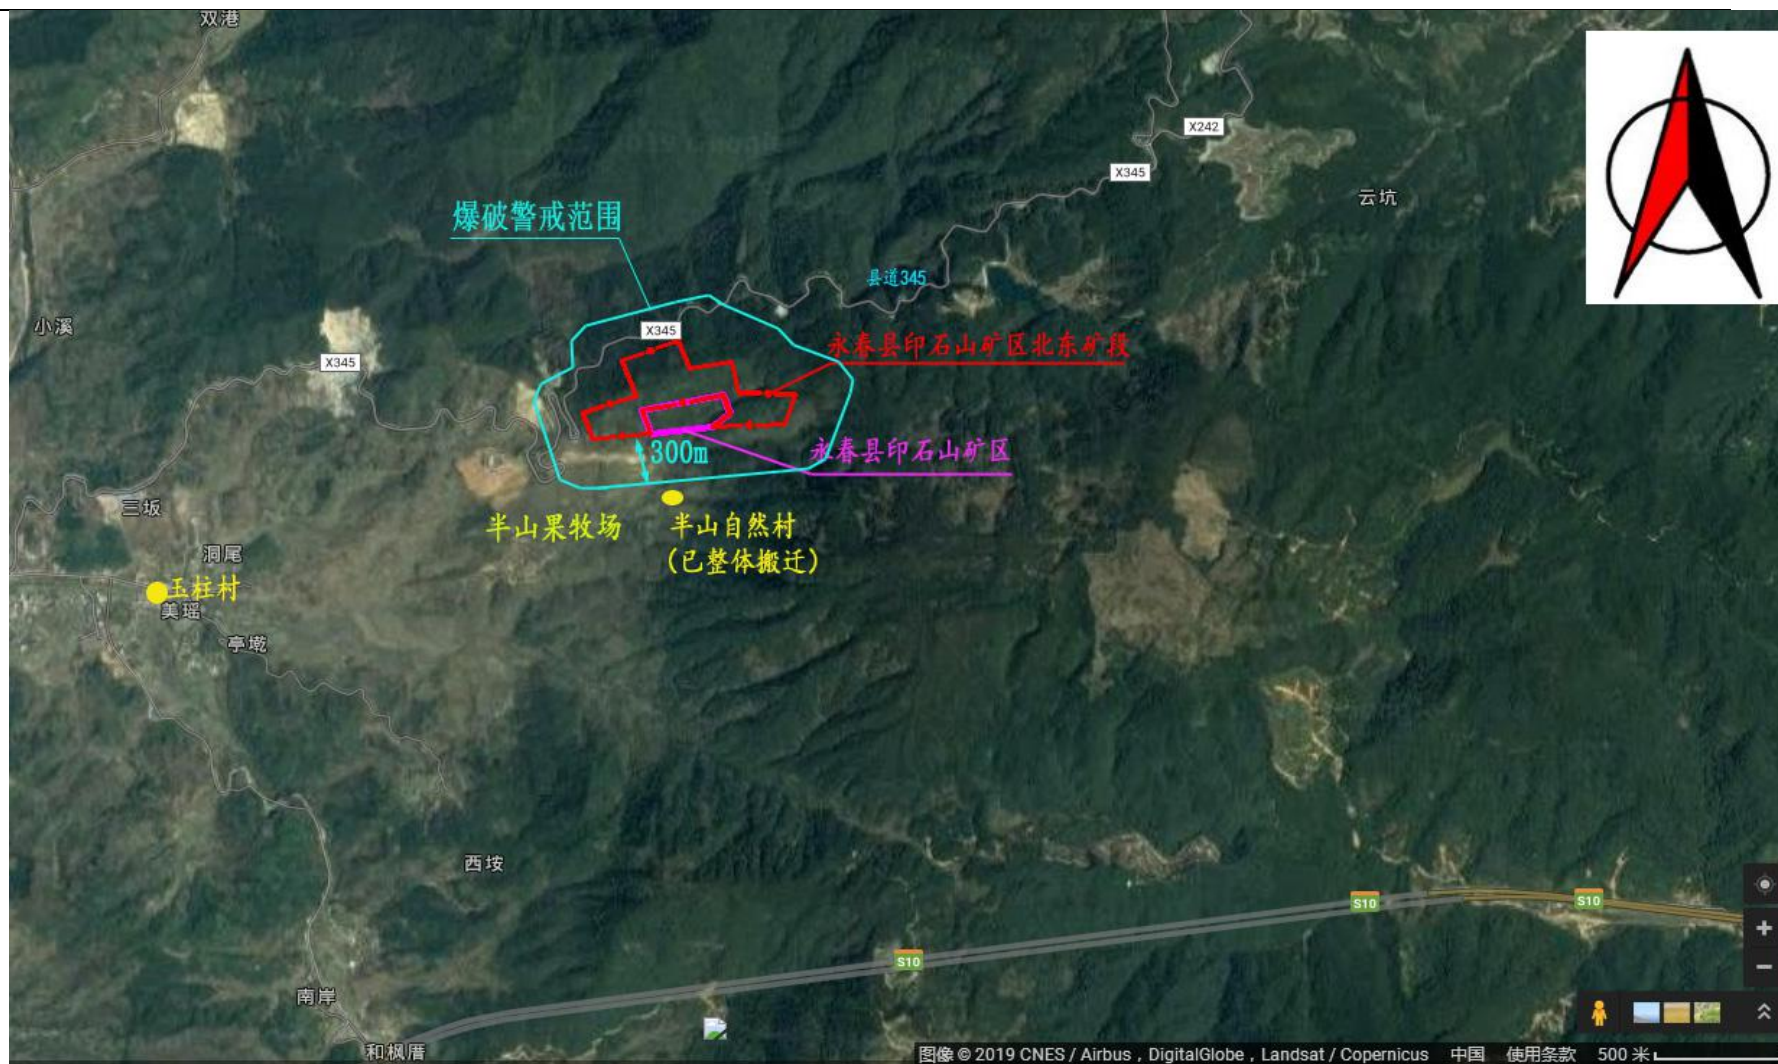 双港
X242
X345
云坑
爆破警戒范围
县道345
小溪
X345
X345
永春县印石山矿区北东矿段
永春县印石山矿区
300m
三坂
半山果牧场
半山自然村
(已整体搬迁)
洞尾
玉柱村
美瑶
亭墘
西垵
S10
S10
S10
南岸
和枫厝
图像 © 2019 CNES / Airbus , DigitalGlobe , Landsat / Copernicus 中国 使用条款 500 米